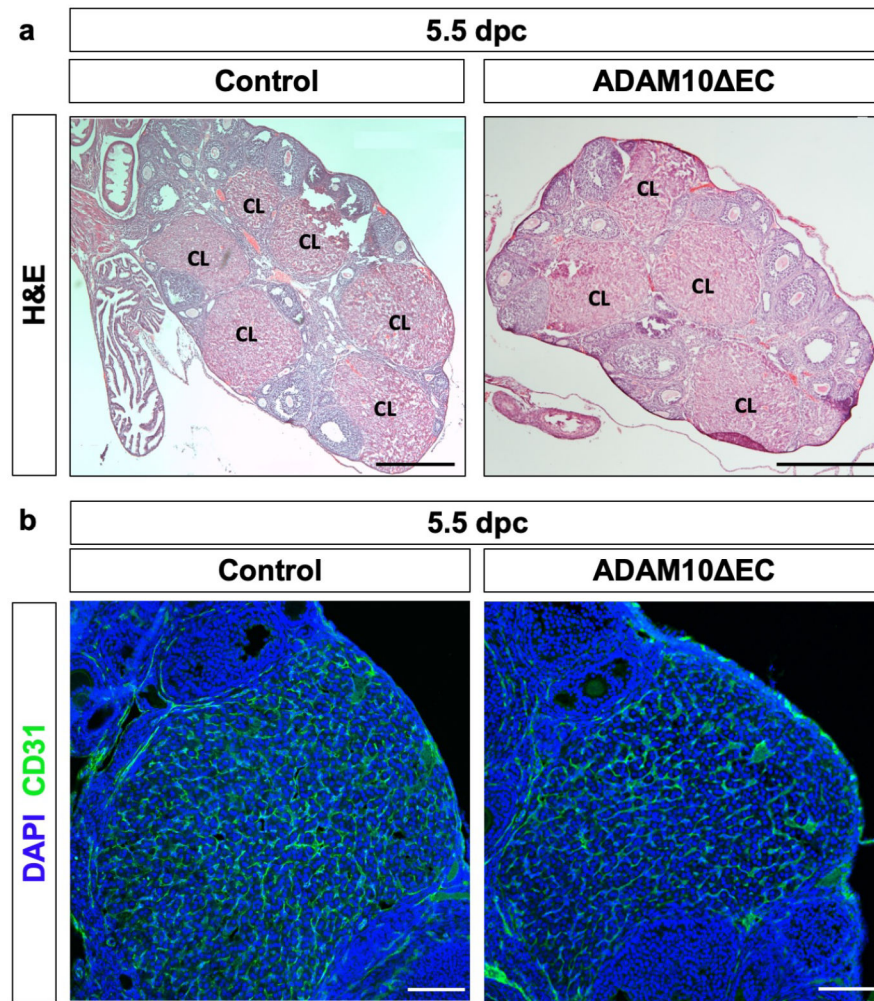 a
5.5 dpc
Control
ADAM10ΔEC
H&E
CL
CL
CL
CL
CL
CL
CL
CL
CL
CL
b
5.5 dpc
Control
ADAM10ΔEC
DAPI CD31